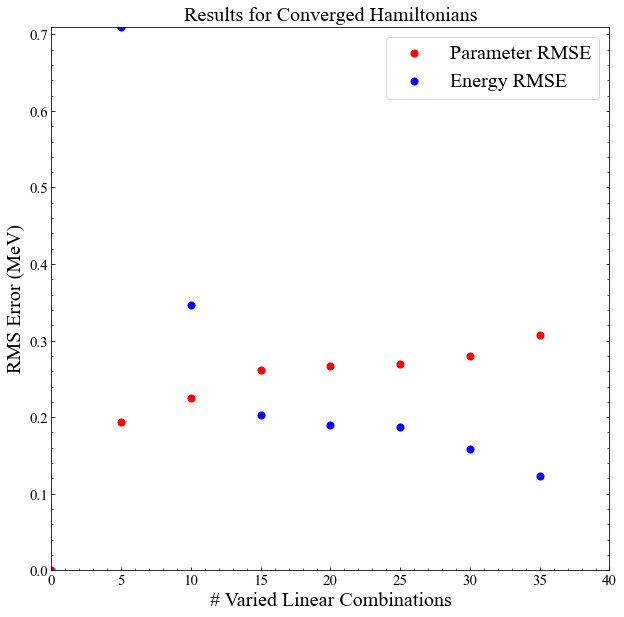 Results for Converged Hamiltonians
Parameter RMSE
Energy RMSE
RMS Error (MeV)
0.7
0.6
0.5
0.4
0.3
0.2
0.1
0.0
0 5 10 15 20 25 30 35 40
# Varied Linear Combinations